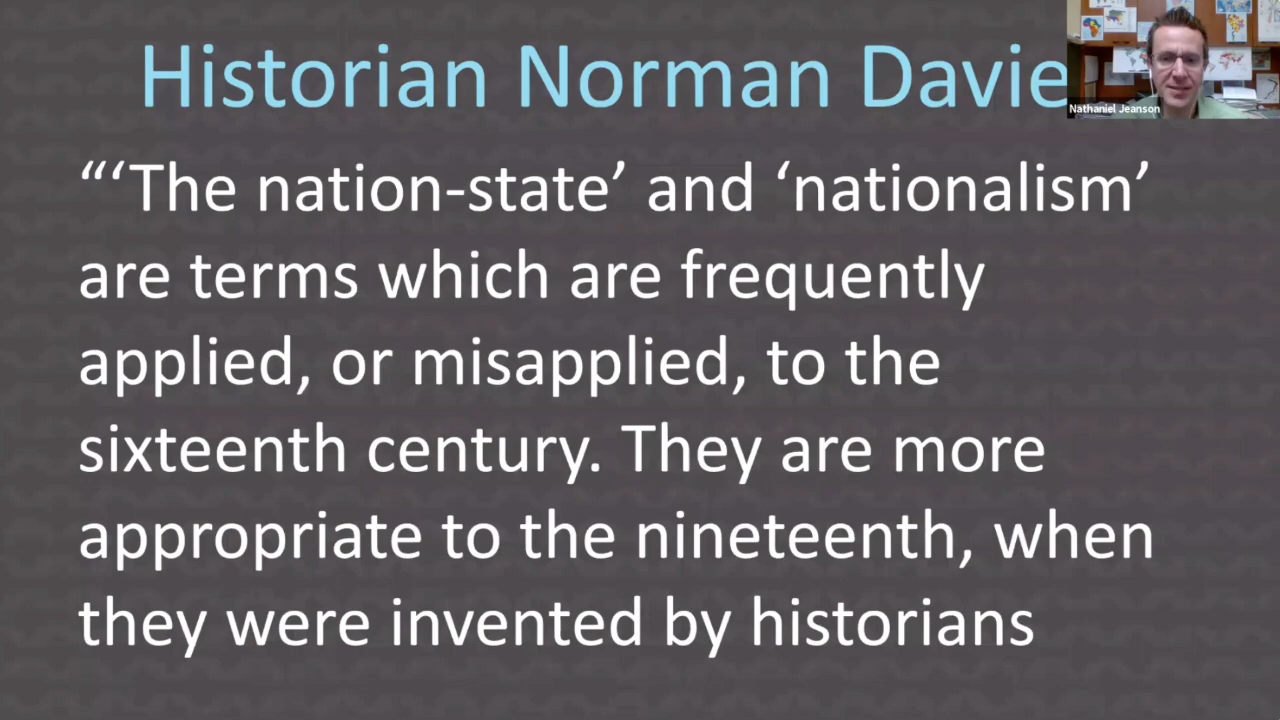 Historian Norman Davie
Nathaniel Jeanson
“‘The nation-state’ and ‘nationalism’
are terms which are frequently
applied, or misapplied, to the
sixteenth century. They are more
appropriate to the nineteenth, when
they were invented by historians